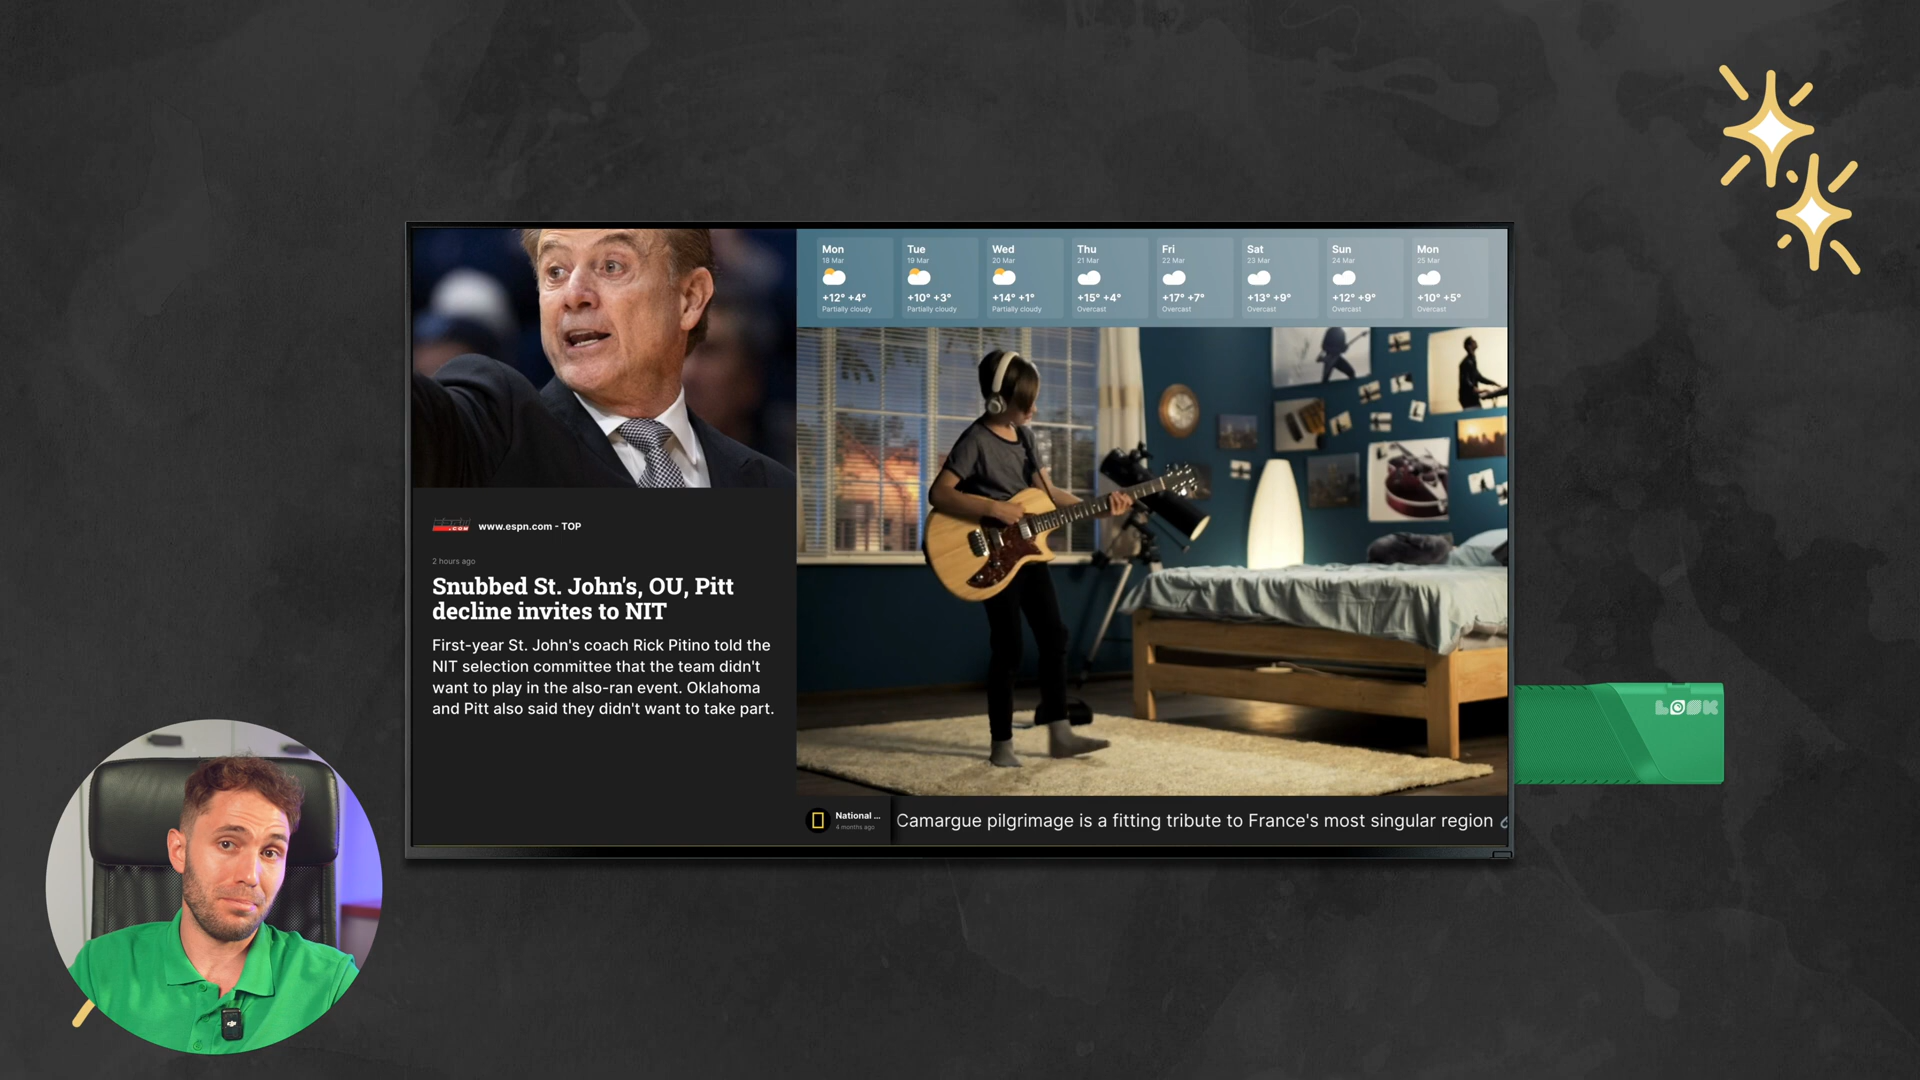 Mon
18 Mar
+12° +4°
Partially cloudy
Tue
19 Mar
+10° +3°
Partially cloudy
Wed
20 Mar
+14° +1°
Partially cloudy
Thu
21 Mar
+15° +4°
Overcast
Fri
22 Mar
+17° +7°
Overcast
Sat
23 Mar
+13° +9°
Overcast
Sun
24 Mar
+12° +9°
Overcast
Mon
25 Mar
+10° +5°
Overcast
www.espn.com - TOP
2 hours ago
Snubbed St. John's, OU, Pitt
decline invites to NIT
First-year St. John's coach Rick Pitino told the
NIT selection committee that the team didn't
want to play in the also-ran event. Oklahoma
and Pitt also said they didn't want to take part.
National ...
4 months ago
Camargue pilgrimage is a fitting tribute to France's most singular region
LOOK
dji